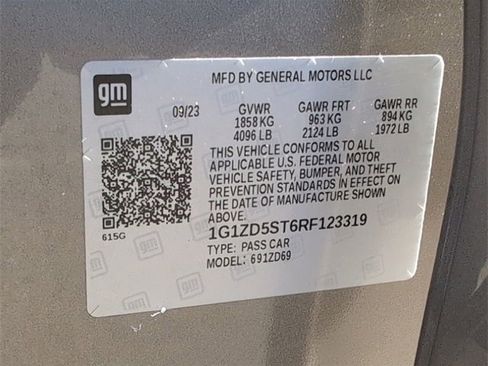 gm
MFD BY GENERAL MOTORS LLC
09/23 GVWR GAWR FRT GAWR RR
1858 KG 963 KG 894 KG
4096 LB 2124 LB 1972 LB
THIS VEHICLE CONFORMS TO ALL
APPLICABLE U.S. FEDERAL MOTOR
VEHICLE SAFETY, BUMPER, AND THEFT
PREVENTION STANDARDS IN EFFECT ON
THE DATE OF MANUFACTURE SHOWN
ABOVE.
615G
1G1ZD5ST6RF123319
TYPE: PASS CAR
MODEL: 691ZD69